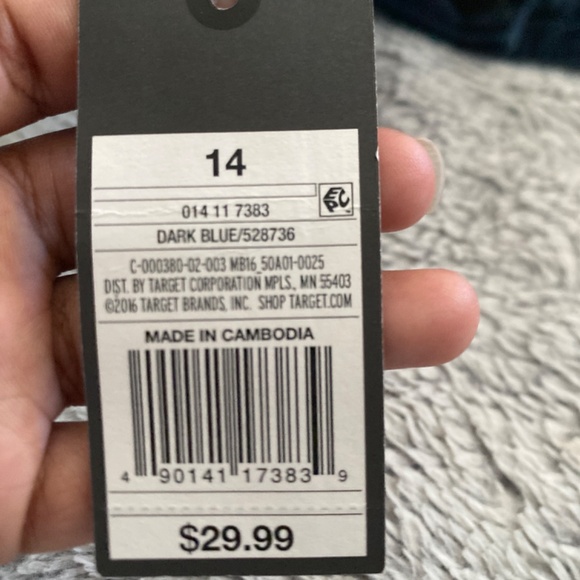 14
EPC
014 11 7383
DARK BLUE/528736
C-000380-02-003 MB16_50A01-0025
DIST. BY TARGET CORPORATION MPLS., MN 55403
©2016 TARGET BRANDS, INC. SHOP TARGET.COM
MADE IN CAMBODIA
4 90141 17383 9
$29.99